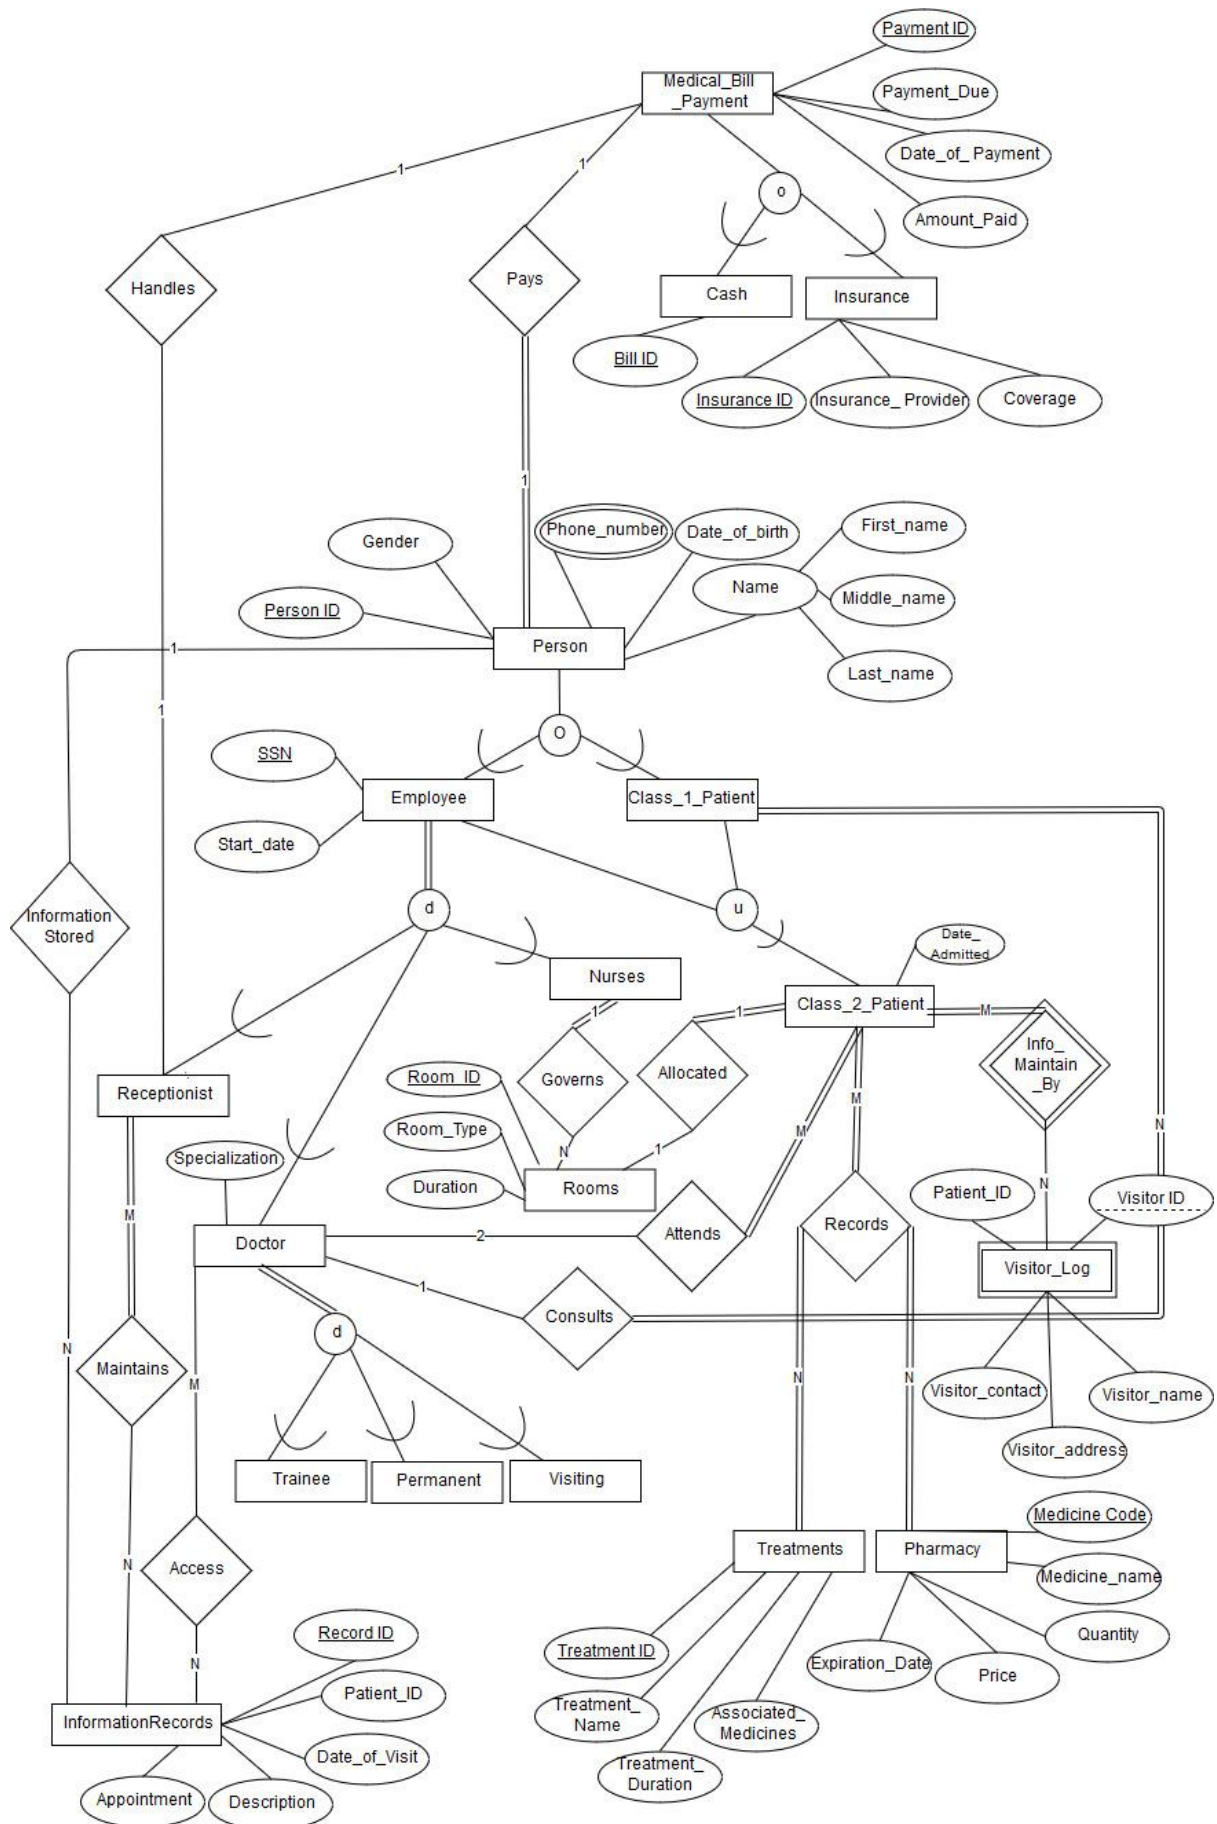 Payment ID
Medical_Bill
_Payment
Payment_Due
Date_of_ Payment
1
1
o
Amount_Paid
Handles
Pays
Cash
Insurance
Bill ID
Insurance ID
Insurance_ Provider
Coverage
1
Gender
Phone_number
Date_of_birth
First_name
Name
Middle_name
Person ID
Person
1
Last_name
1
O
SSN
Employee
Class_1_Patient
Start_date
d
u
Information
Stored
Date_
Admitted
Nurses
Class_2_Patient
1
1
M
Info_
Maintain
_By
Governs
Allocated
Room_ID
Receptionist
M
M
N
Room_Type
N
1
Specialization
Duration
Rooms
N
Patient_ID
Visitor ID
M
Doctor
2
Attends
Records
Visitor_Log
1
Consults
d
N
Maintains
M
N
N
Visitor_contact
Visitor_name
Visitor_address
Trainee
Permanent
Visiting
Medicine Code
Treatments
Pharmacy
N
Access
Medicine_name
Record ID
Quantity
Treatment ID
N
Expiration_Date
Price
Patient_ID
Treatment_
Name
Associated_
Medicines
InformationRecords
Date_of_Visit
Treatment_
Duration
Appointment
Description